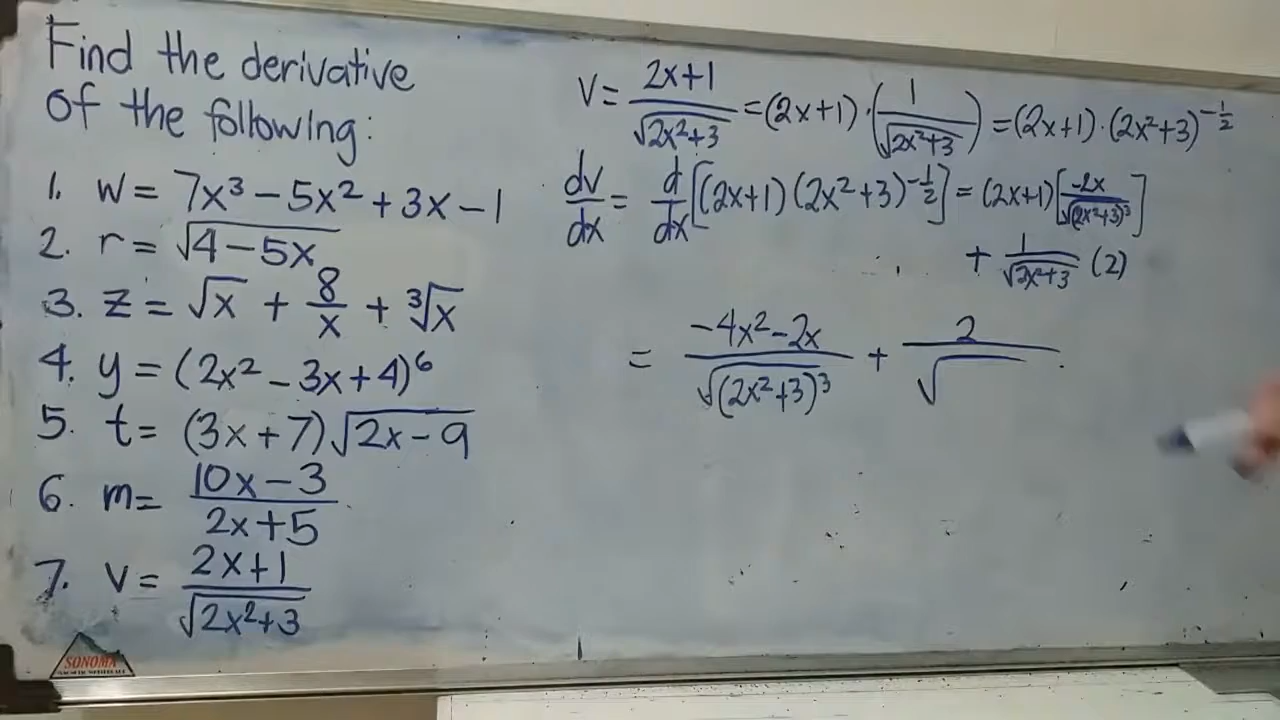 Find the derivative
of the following:
1. w = 7x³ − 5x² + 3x − 1
2. r = √(4 − 5x)
3. z = √x + 8/x + ³√x
4. y = (2x² − 3x + 4)⁶
5. t = (3x + 7)√(2x − 9)
6. m = (10x − 3)/(2x + 5)
7. v = (2x + 1)/√(2x² + 3)
SONOMA
V = (2x+1)/√(2x²+3) = (2x+1)·(1/√(2x²+3)) = (2x+1)·(2x²+3)^(−1/2)
dv/dx = d/dx[(2x+1)(2x²+3)^(−1/2)] = (2x+1)[−2x/√((2x²+3)³)]
+ 1/√(2x²+3) (2)
= (−4x² − 2x)/√((2x²+3)³) + 2/√